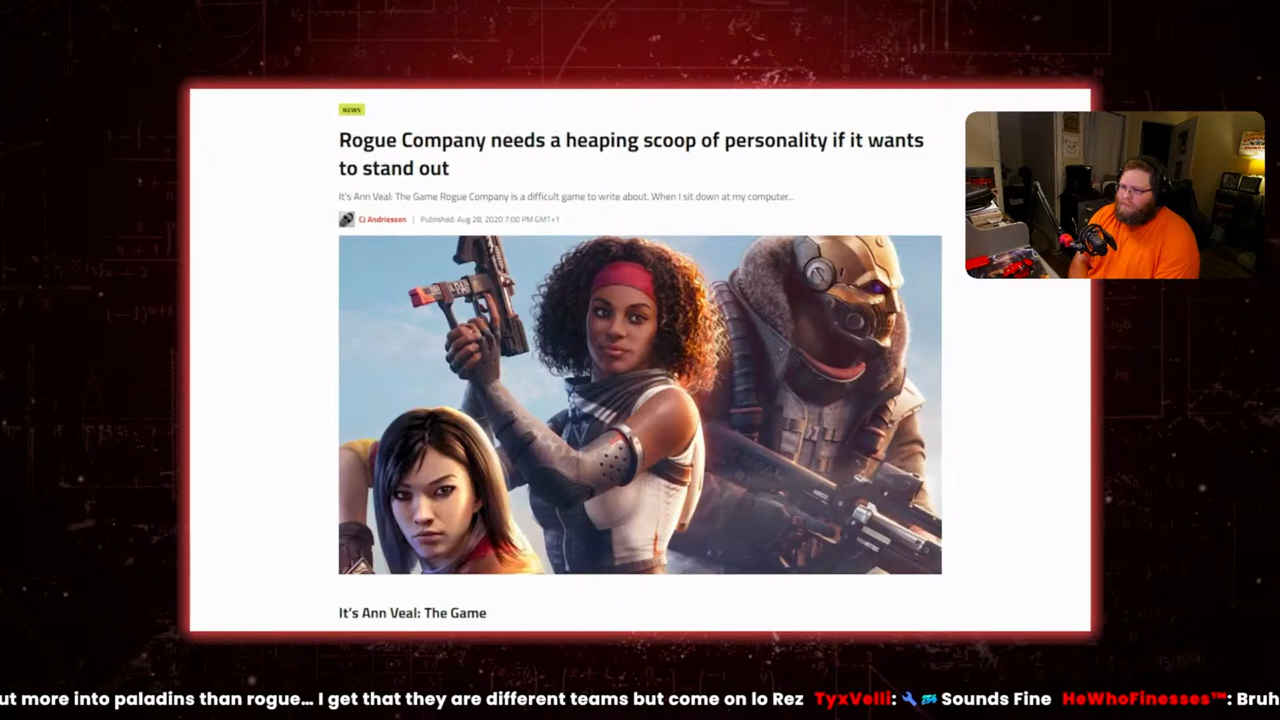 NEWS
Rogue Company needs a heaping scoop of personality if it wants
to stand out
It's Ann Veal: The Game Rogue Company is a difficult game to write about. When I sit down at my computer...
CJ Andriessen | Published: Aug 28, 2020 7:00 PM GMT+1
It's Ann Veal: The Game
ut more into paladins than rogue... I get that they are different teams but come on lo Rez TyxVelli: Sounds Fine HeWhoFinesses™: Bruh